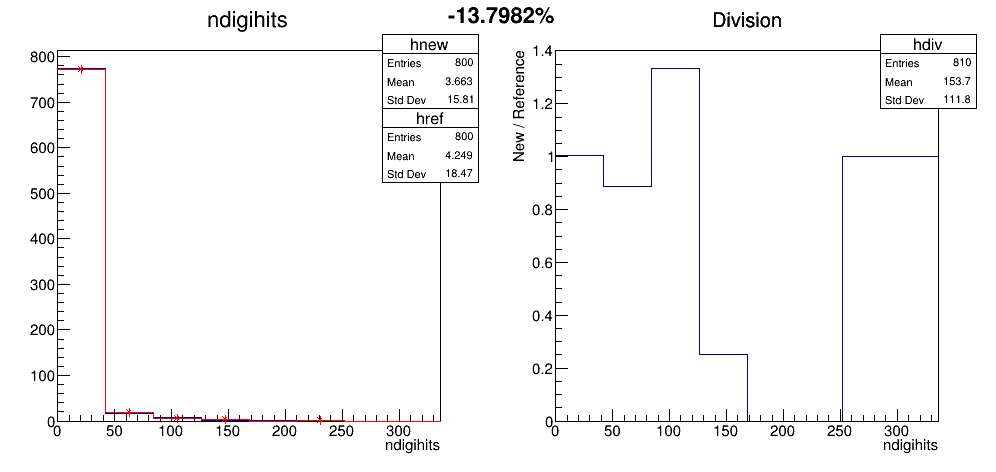 -13.7982%
ndigihits
hnew
Entries 800
Mean 3.663
Std Dev 15.81
href
Entries 800
Mean 4.249
Std Dev 18.47
800
700
600
500
400
300
200
100
0
0 50 100 150 200 250 300
ndigihits
Division
hdiv
Entries 810
Mean 153.7
Std Dev 111.8
New / Reference
1.4
1.2
1
0.8
0.6
0.4
0.2
0
0 50 100 150 200 250 300
ndigihits